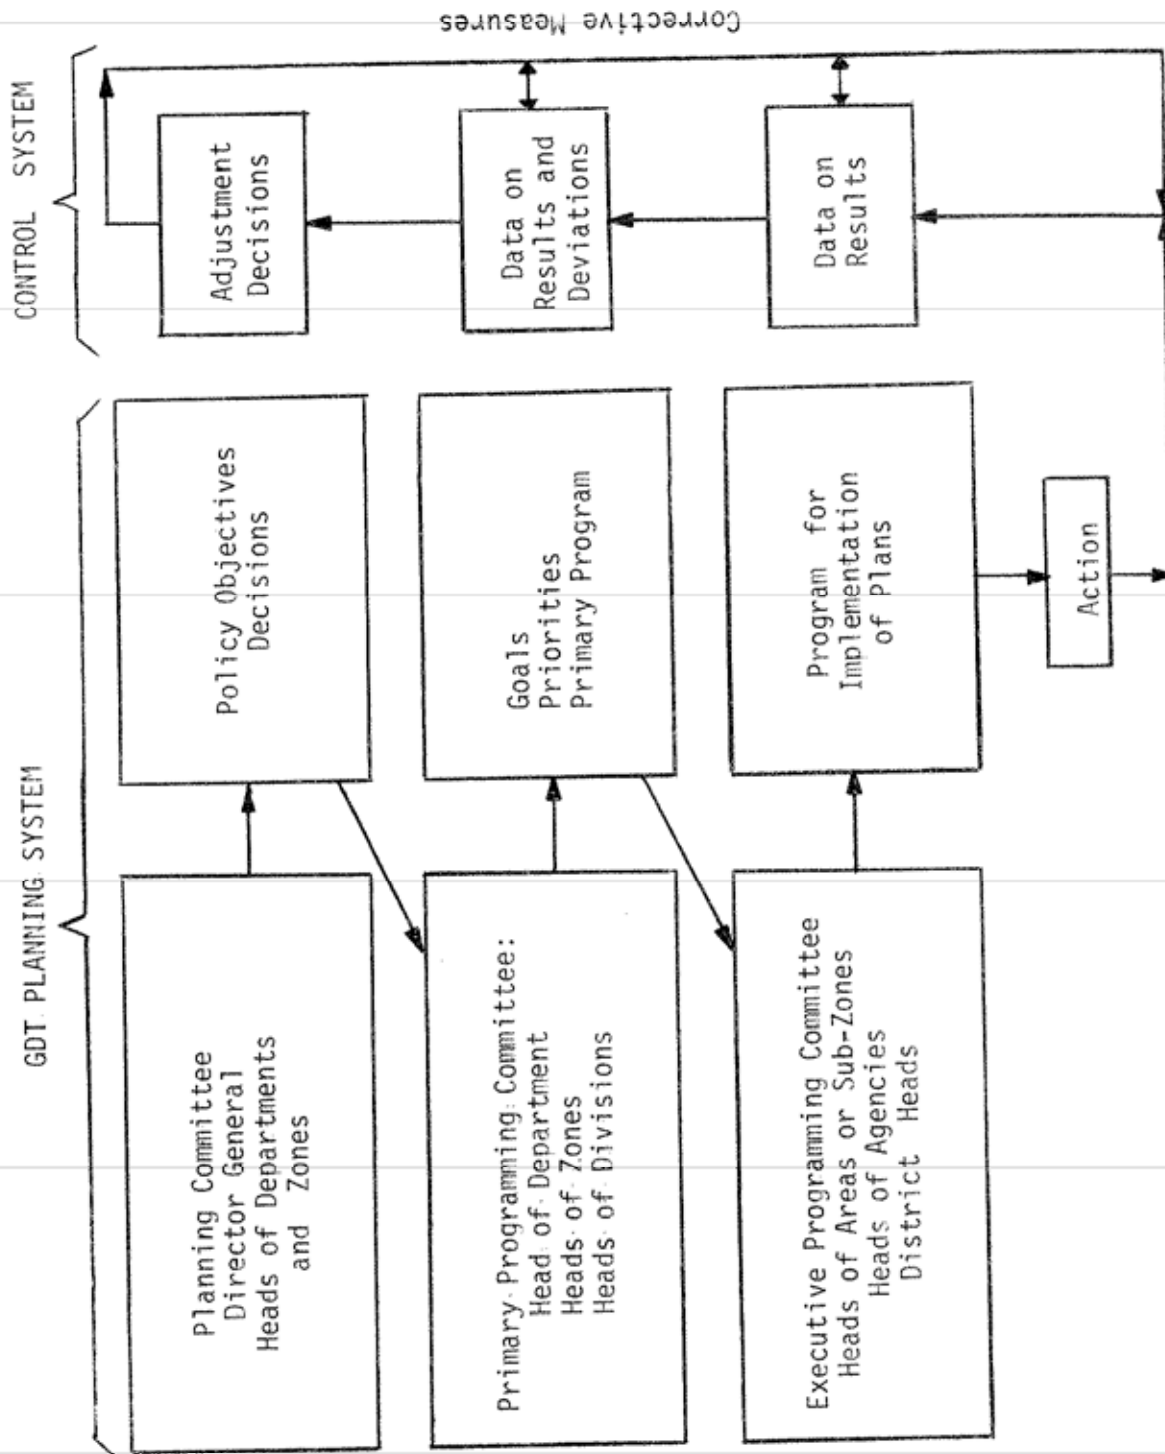 GDT PLANNING SYSTEM
CONTROL SYSTEM
Planning Committee
Director General
Heads of Departments
and Zones
Policy Objectives
Decisions
Adjustment
Decisions
Primary Programming Committee:
Head of Department
Heads of Zones
Heads of Divisions
Goals
Priorities
Primary Program
Data on
Results and
Deviations
Executive Programming Committee
Heads of Areas or Sub-Zones
Heads of Agencies
District Heads
Program for
Implementation
of Plans
Data on
Results
Action
Corrective Measures